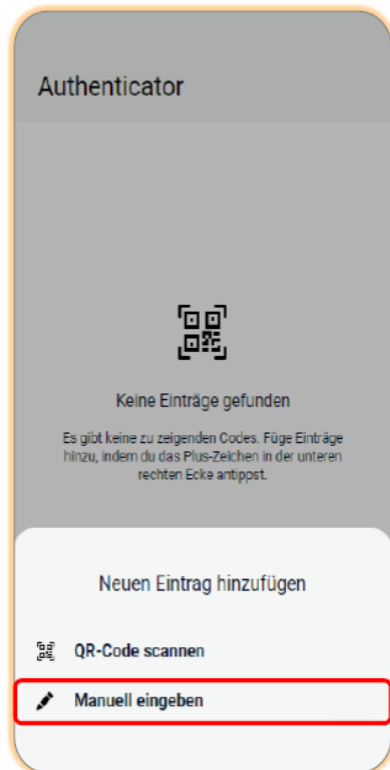 Authenticator
Keine Einträge gefunden
Es gibt keine zu zeigenden Codes. Füge Einträge
hinzu, indem du das Plus-Zeichen in der unteren
rechten Ecke antippst.
Neuen Eintrag hinzufügen
QR-Code scannen
Manuell eingeben